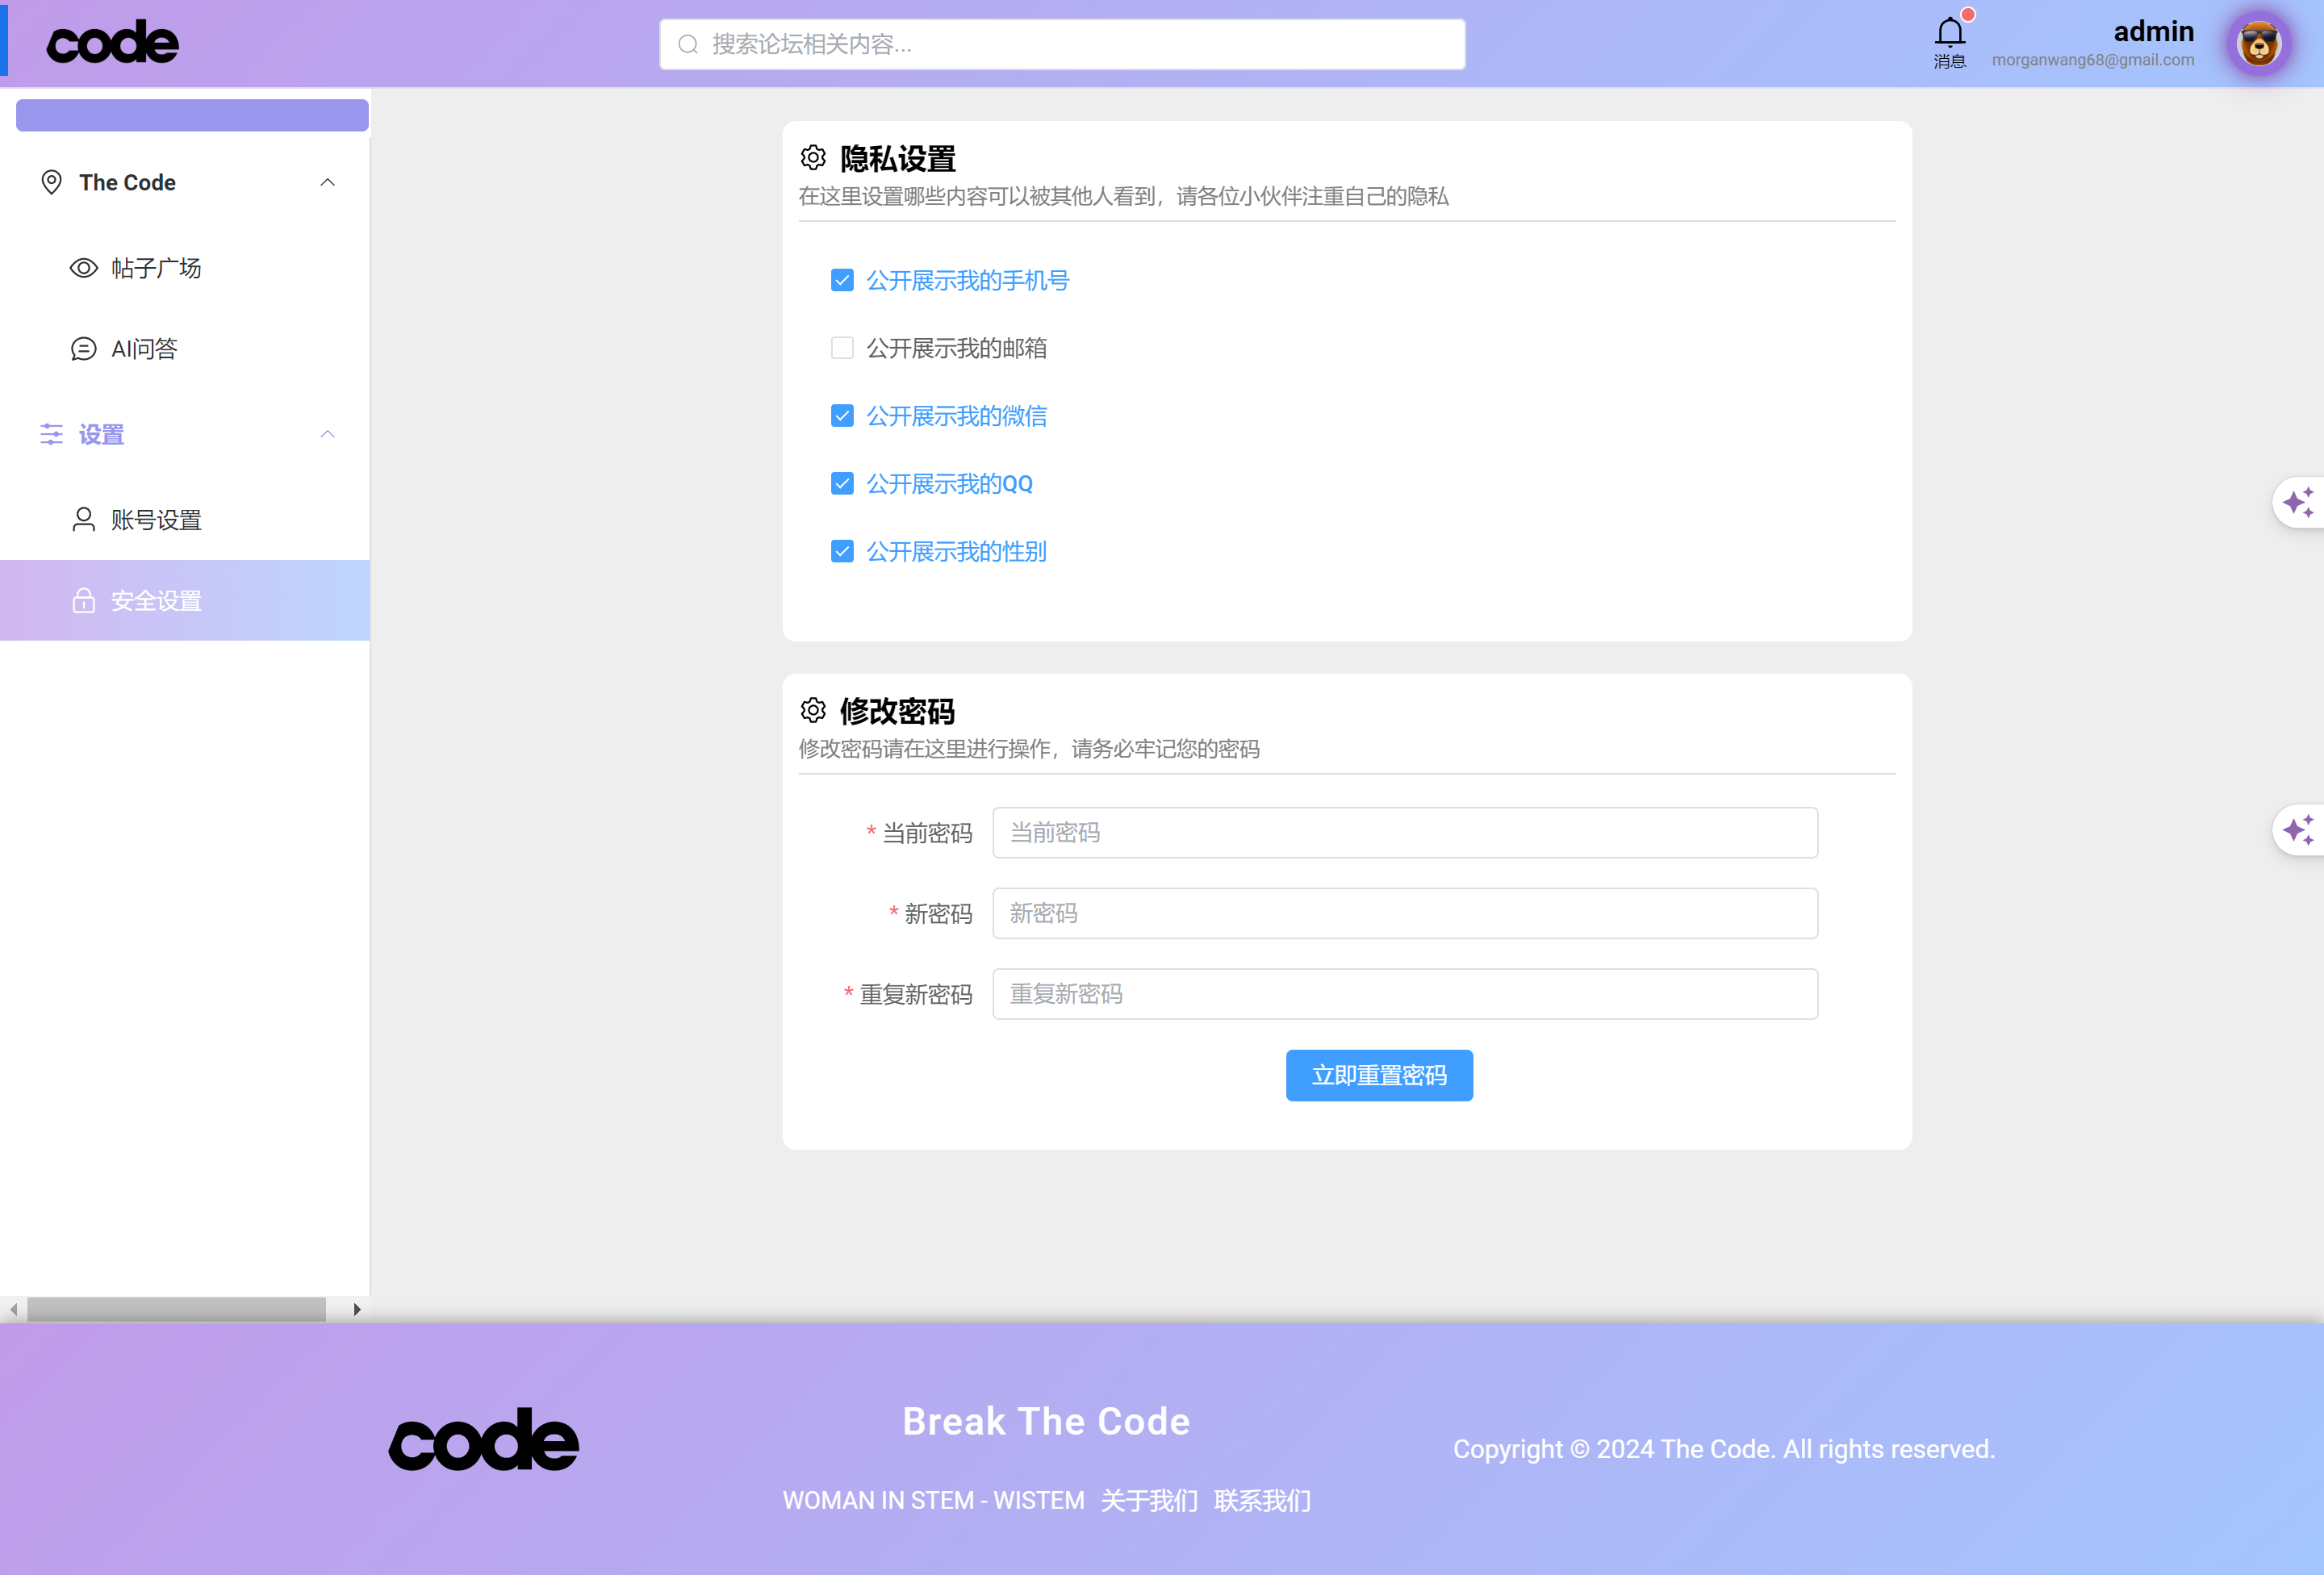 code
搜索论坛相关内容...
消息
admin
morganwang68@gmail.com
The Code
帖子广场
AI问答
设置
账号设置
安全设置
隐私设置
在这里设置哪些内容可以被其他人看到，请各位小伙伴注重自己的隐私
公开展示我的手机号
公开展示我的邮箱
公开展示我的微信
公开展示我的QQ
公开展示我的性别
修改密码
修改密码请在这里进行操作，请务必牢记您的密码
* 当前密码 当前密码
* 新密码 新密码
* 重复新密码 重复新密码
立即重置密码
code
Break The Code
WOMAN IN STEM - WISTEM 关于我们 联系我们
Copyright © 2024 The Code. All rights reserved.